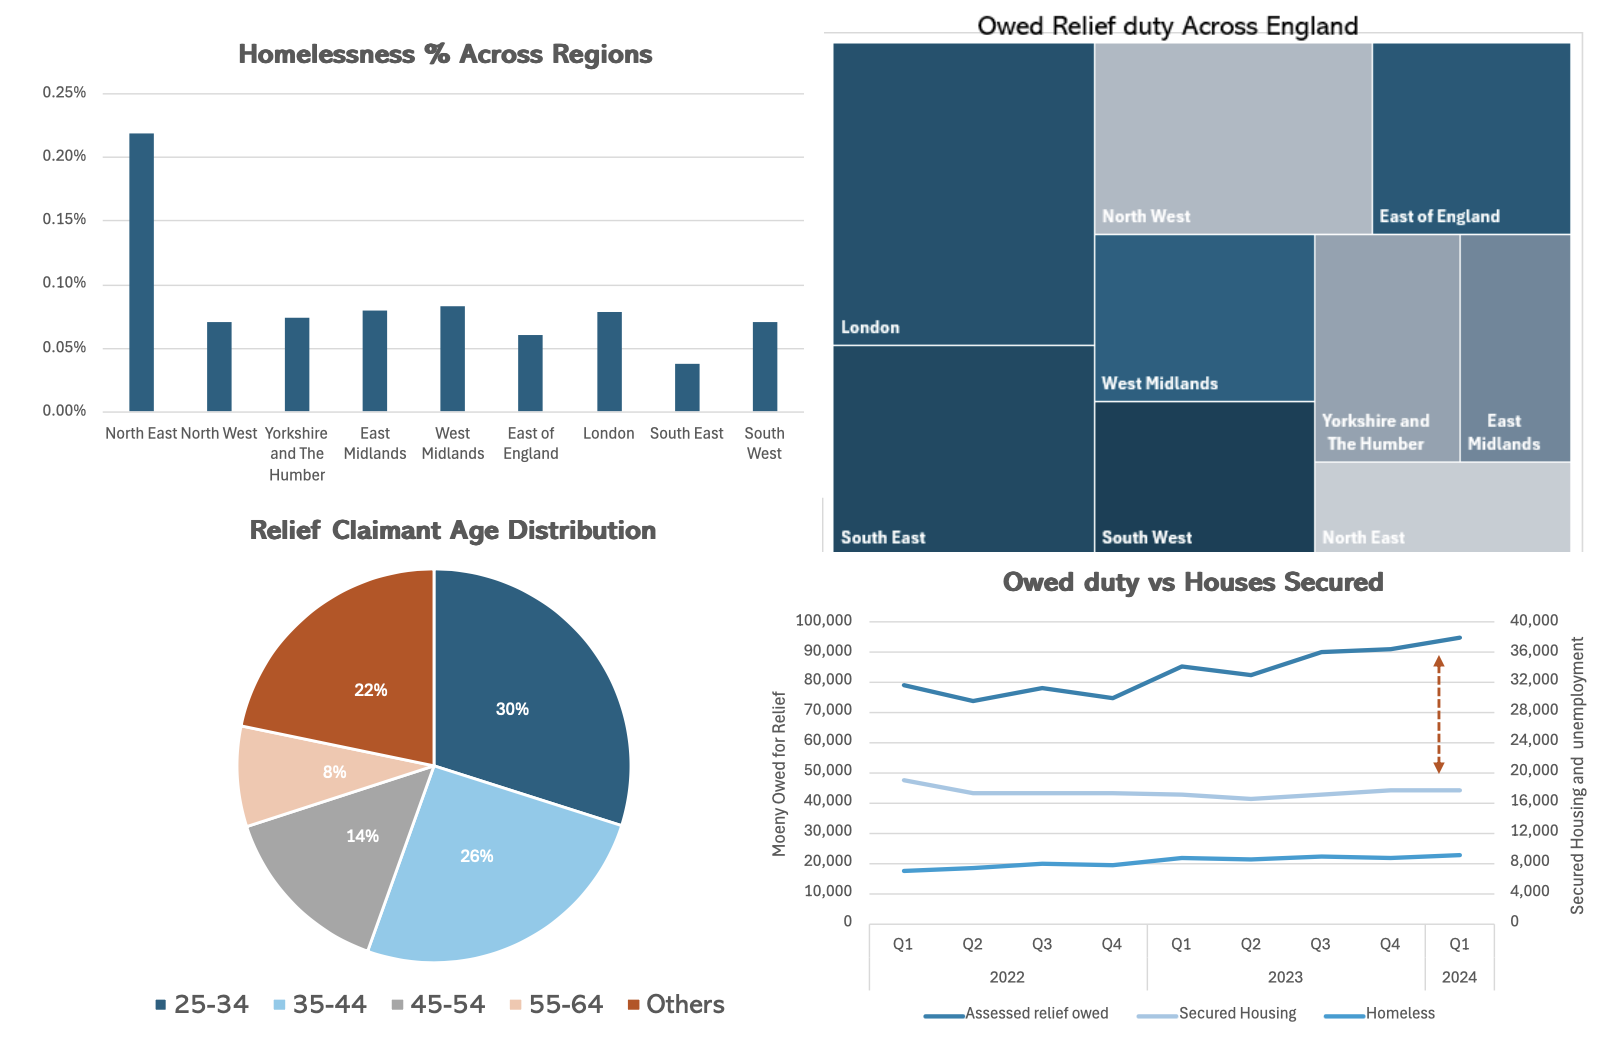 Homelessness % Across Regions
0.25%
0.20%
0.15%
0.10%
0.05%
0.00%
North East North West Yorkshire East West East of London South East South
and The Midlands Midlands England West
Humber
Owed Relief duty Across England
North West
East of England
London
West Midlands
Yorkshire and
The Humber
East
Midlands
South East
South West
North East
Relief Claimant Age Distribution
22%
30%
8%
14%
26%
25-34 35-44 45-54 55-64 Others
Owed duty vs Houses Secured
Moeny Owed for Relief
100,000
90,000
80,000
70,000
60,000
50,000
40,000
30,000
20,000
10,000
0
40,000
36,000
32,000
28,000
24,000
20,000
16,000
12,000
8,000
4,000
0
Secured Housing and unemployment
Q1 Q2 Q3 Q4 Q1 Q2 Q3 Q4 Q1
2022 2023 2024
Assessed relief owed Secured Housing Homeless